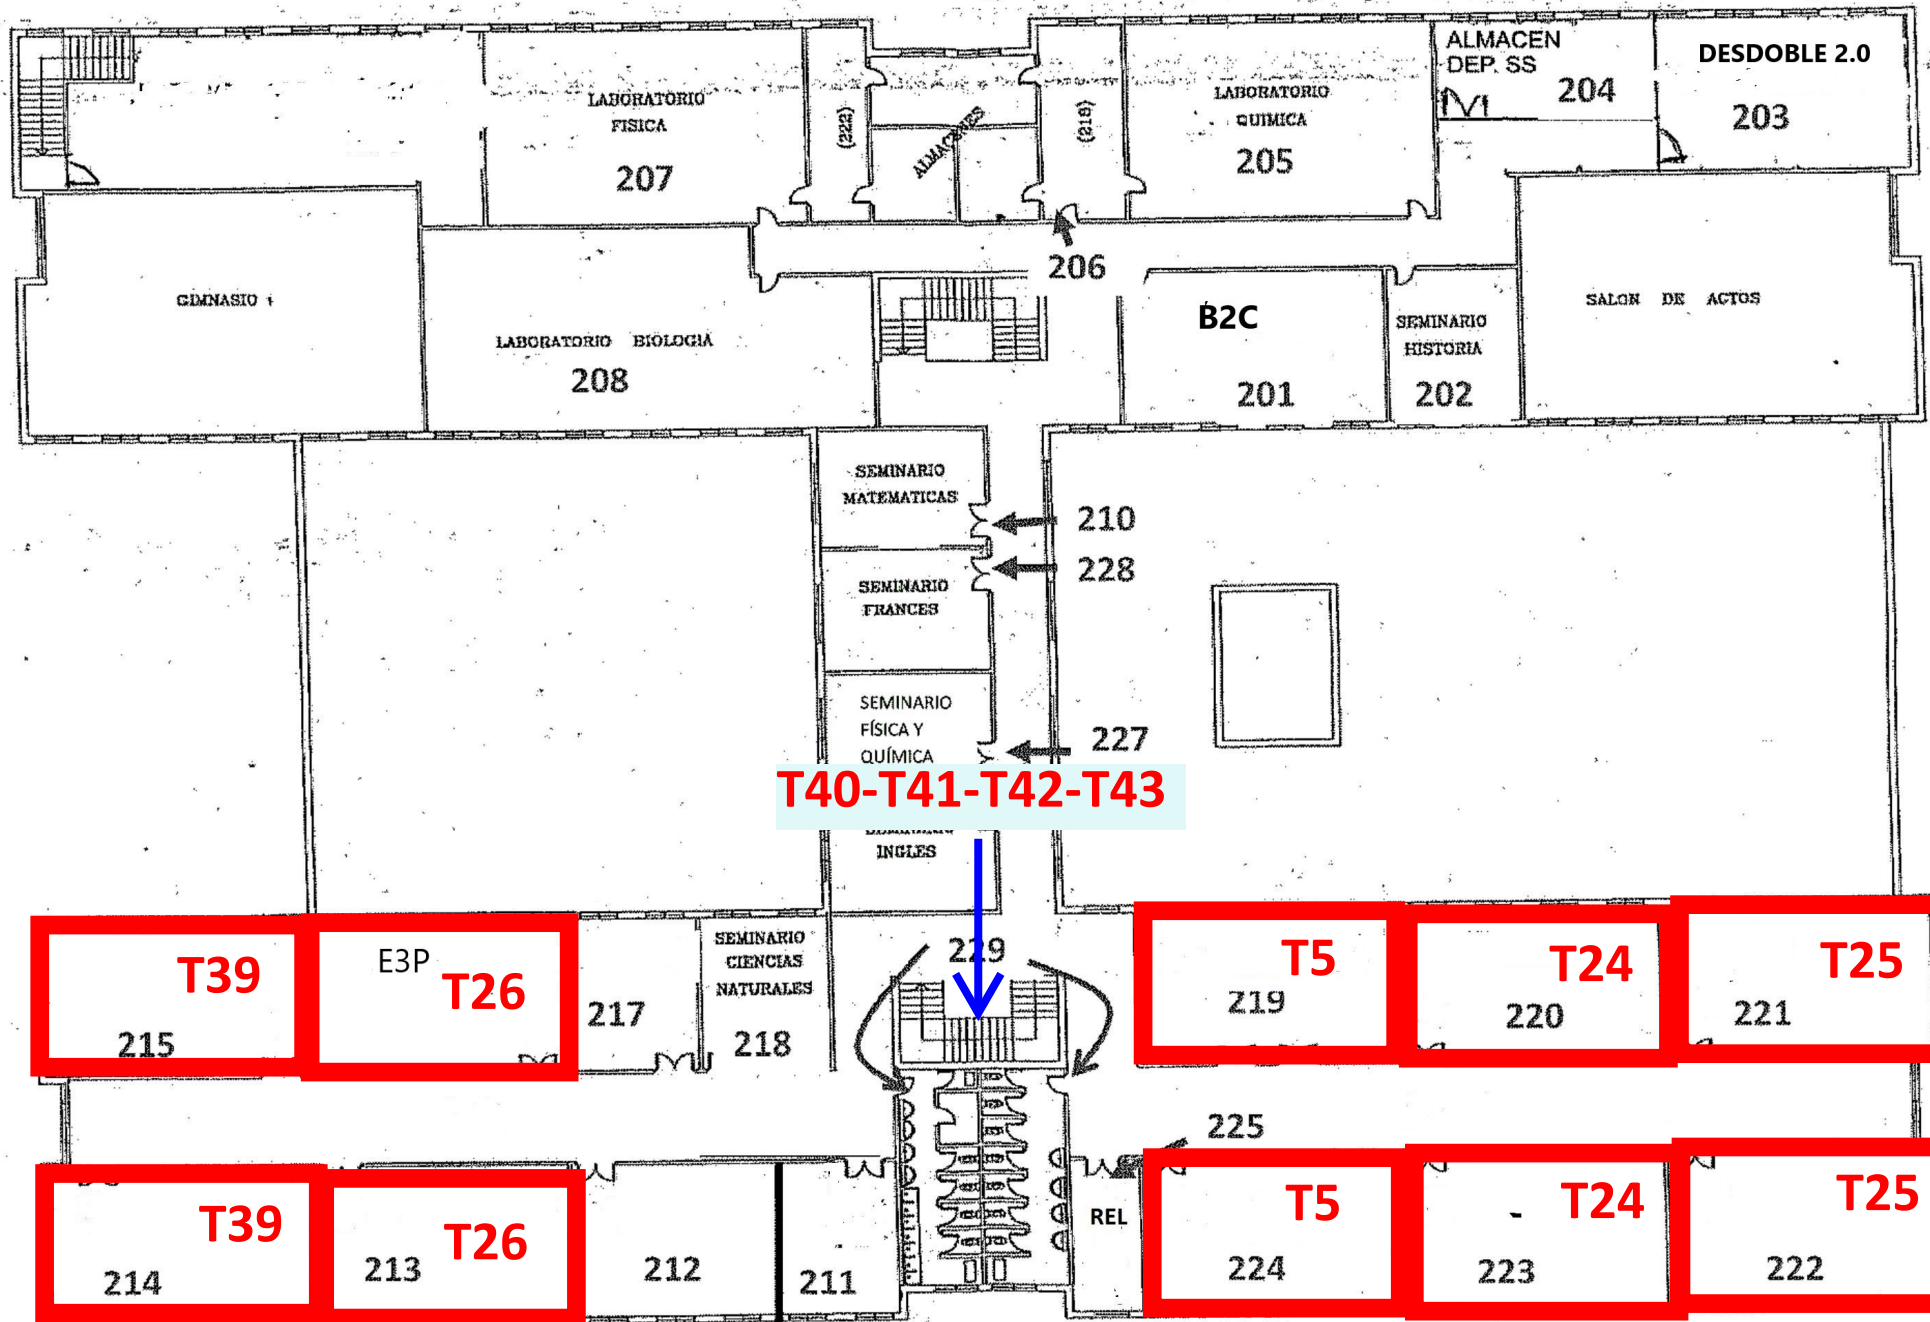 ALMACEN
DEP. SS
204
DESDOBLE 2.0
203
LABORATORIO
FISICA
207
(222)
ALMACENES
(218)
LABORATORIO
QUIMICA
205
206
GIMNASIO 1
LABORATORIO BIOLOGIA
208
B2C
201
SEMINARIO
HISTORIA
202
SALON DE ACTOS
SEMINARIO
MATEMATICAS
210
228
SEMINARIO
FRANCES
SEMINARIO
FÍSICA Y
QUÍMICA
227
T40-T41-T42-T43
INGLES
T39
215
E3P
T26
217
SEMINARIO
CIENCIAS
NATURALES
218
229
T5
219
T24
220
T25
221
225
T39
214
T26
213
212
211
REL
T5
224
T24
223
T25
222